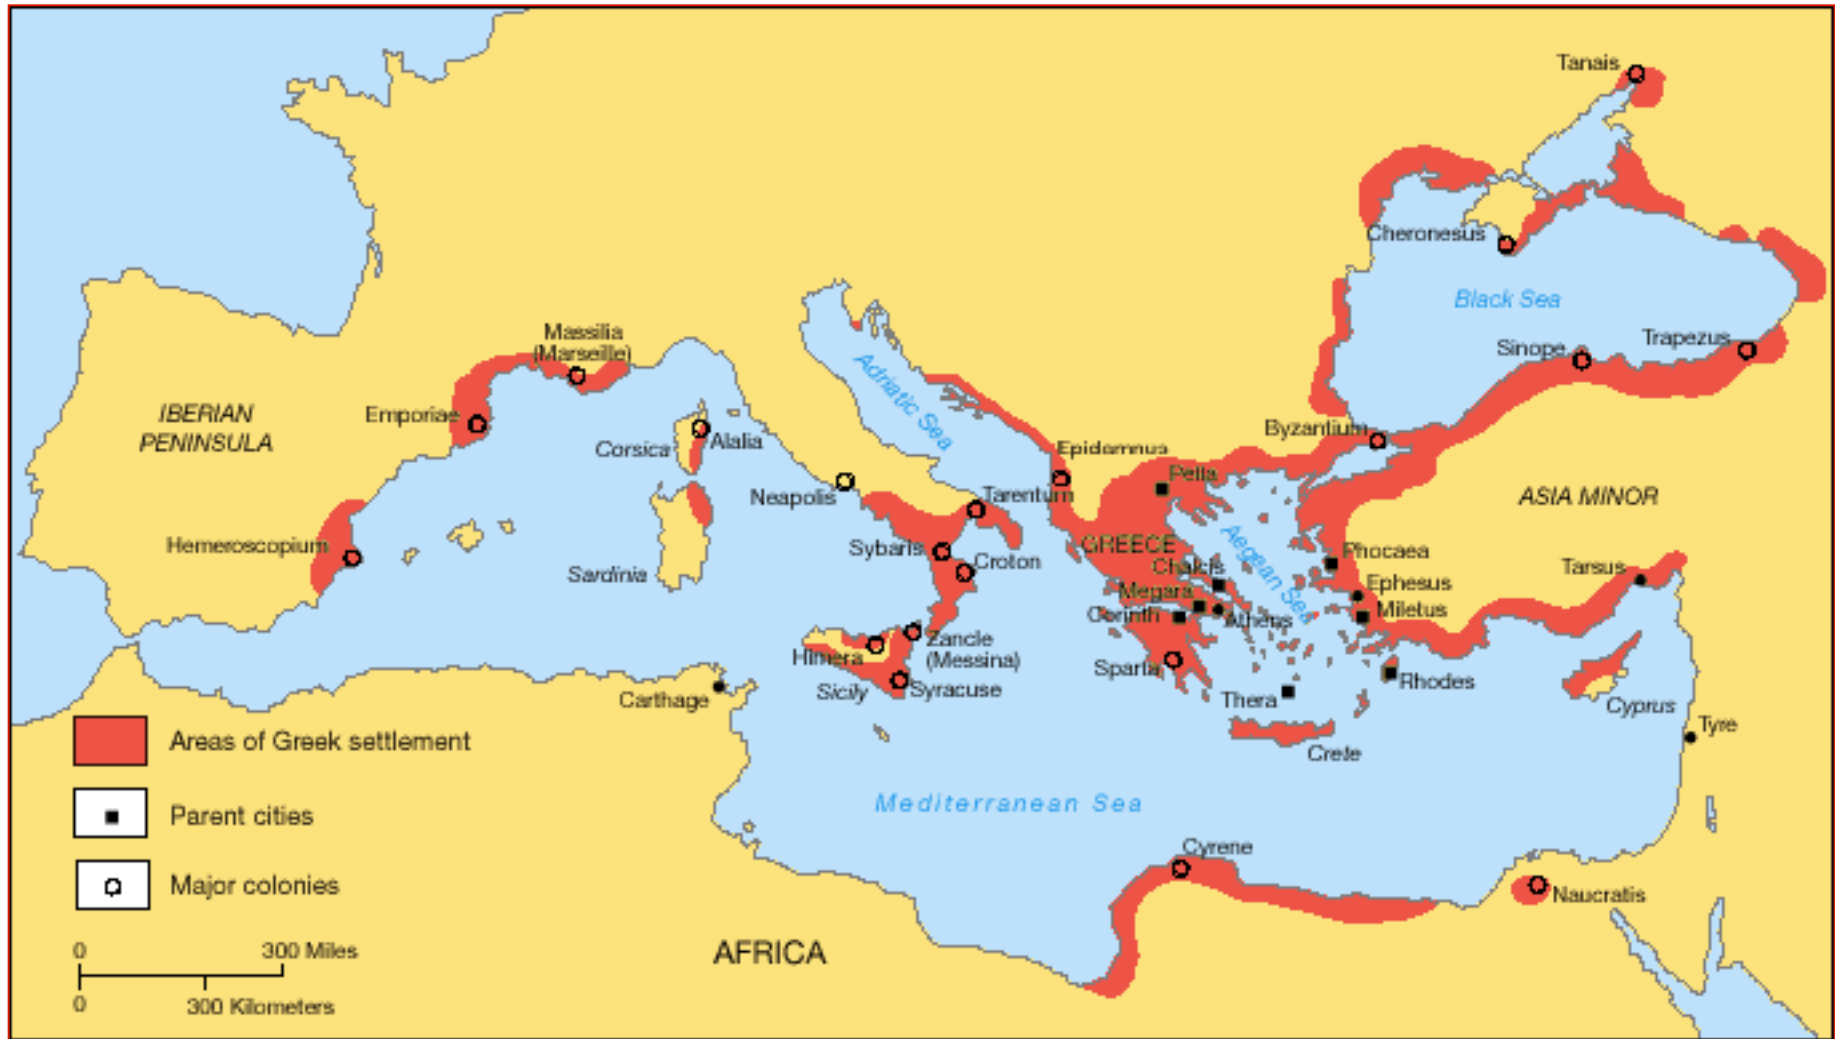 Tanais
Cheronesus
Black Sea
Massilia
(Marseille)
Trapezus
Sinope
Adriatic Sea
IBERIAN
PENINSULA
Emporiae
Corsica
Alalia
Byzantium
Epidamnus
Pella
Neapolis
Tarentum
ASIA MINOR
Hemeroscopium
Sybaris
Croton
GREECE
Aegean Sea
Phocaea
Sardinia
Chalcis
Tarsus
Ephesus
Megara
Miletus
Corinth
Athens
Zancle
(Messina)
Himera
Sparta
Rhodes
Carthage
Sicily
Syracuse
Thera
Cyprus
Tyre
Crete
Areas of Greek settlement
Mediterranean Sea
Parent cities
Cyrene
Major colonies
Naucratis
0
300 Miles
AFRICA
0
300 Kilometers